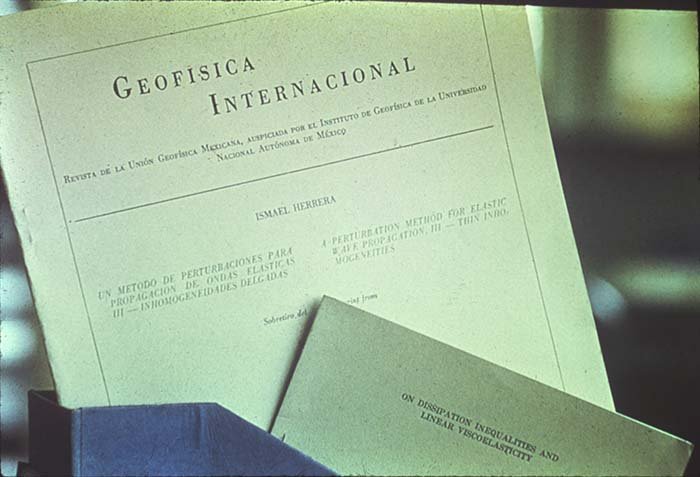 GEOFÍSICA
INTERNACIONAL
REVISTA DE LA UNIÓN GEOFÍSICA MEXICANA, AUSPICIADA POR EL INSTITUTO DE GEOFÍSICA DE LA UNIVERSIDAD
NACIONAL AUTÓNOMA DE MÉXICO
ISMAEL HERRERA
UN METODO DE PERTURBACIONES PARA
PROPAGACION DE ONDAS ELASTICAS
III — INHOMOGENEIDADES DELGADAS
A PERTURBATION METHOD FOR ELASTIC
WAVE PROPAGATION, III — THIN INHO-
MOGENEITIES
Sobretiro del from
ON DISSIPATION INEQUALITIES AND
LINEAR VISCOELASTICITY